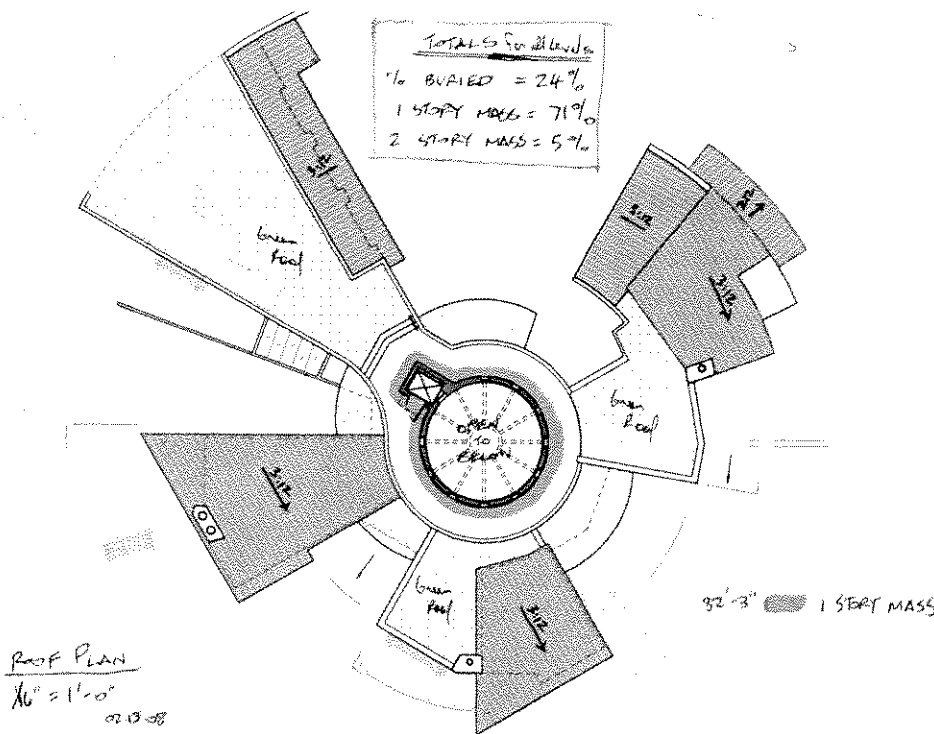 TOTALS for all levels
% BURIED = 24%
1 STORY MASS = 71%
2 STORY MASS = 5%
3:12
3:12
3:12
Green
Roof
Green
Roof
OPEN
TO
BELOW
3:12
Green
Roof
3:12
32'-3" 1 STORY MASS
ROOF PLAN
1/16" = 1'-0"
02-13-08